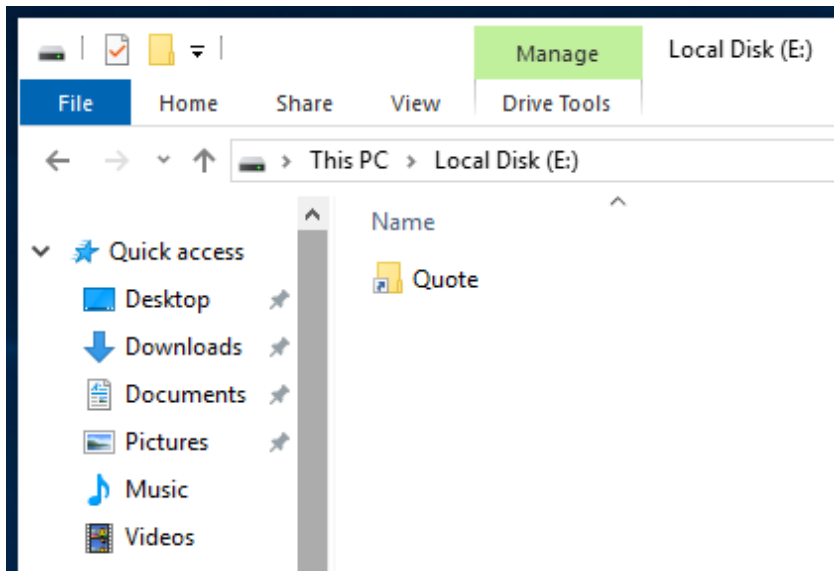 Manage
Local Disk (E:)
File
Home
Share
View
Drive Tools
This PC > Local Disk (E:)
Name
Quick access
Quote
Desktop
Downloads
Documents
Pictures
Music
Videos